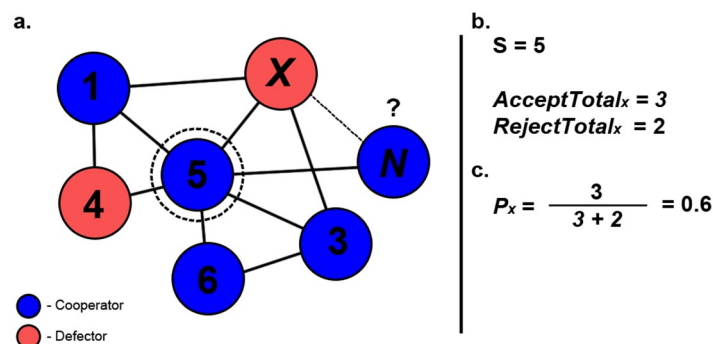 a.
1
X
?
N
5
4
3
6
- Cooperator
- Defector
b.
S = 5
AcceptTotalₓ = 3
RejectTotalₓ = 2
c.
Pₓ = 3 / 3 + 2 = 0.6